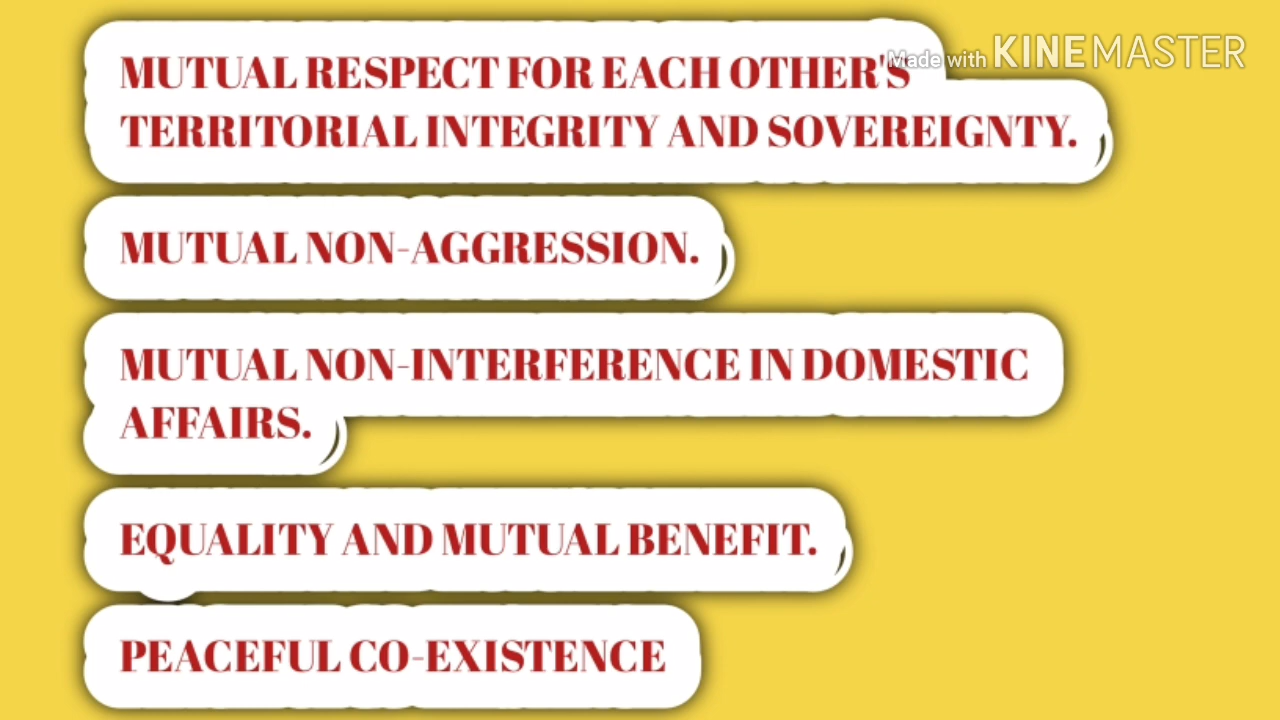 Made with KINEMASTER
MUTUAL RESPECT FOR EACH OTHER'S
TERRITORIAL INTEGRITY AND SOVEREIGNTY.
MUTUAL NON-AGGRESSION.
MUTUAL NON-INTERFERENCE IN DOMESTIC
AFFAIRS.
EQUALITY AND MUTUAL BENEFIT.
PEACEFUL CO-EXISTENCE